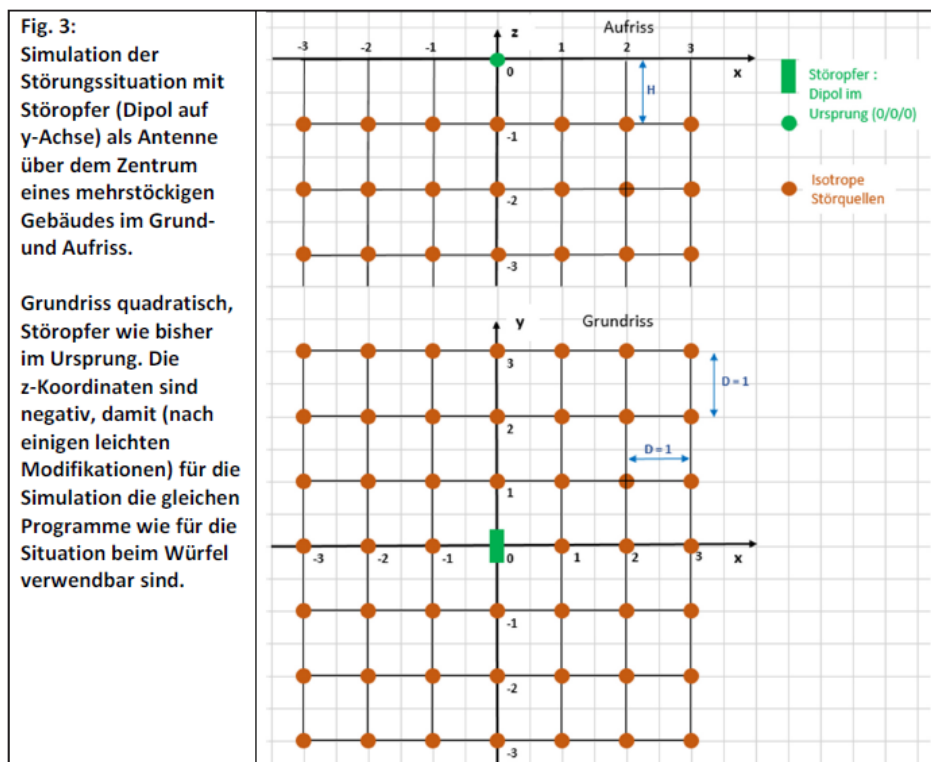 Fig. 3:
Simulation der
Störungssituation mit
Störopfer (Dipol auf
y-Achse) als Antenne
über dem Zentrum
eines mehrstöckigen
Gebäudes im Grund-
und Aufriss.
Grundriss quadratisch,
Störopfer wie bisher
im Ursprung. Die
z-Koordinaten sind
negativ, damit (nach
einigen leichten
Modifikationen) für die
Simulation die gleichen
Programme wie für die
Situation beim Würfel
verwendbar sind.
z Aufriss
-3 -2 -1 1 2 3
0 x
H
-1
-2
-3
Störopfer :
Dipol im
Ursprung (0/0/0)
Isotrope
Störquellen
y Grundriss
3
D = 1
2
D = 1
1
-3 -2 -1 0 1 2 3 x
-1
-2
-3